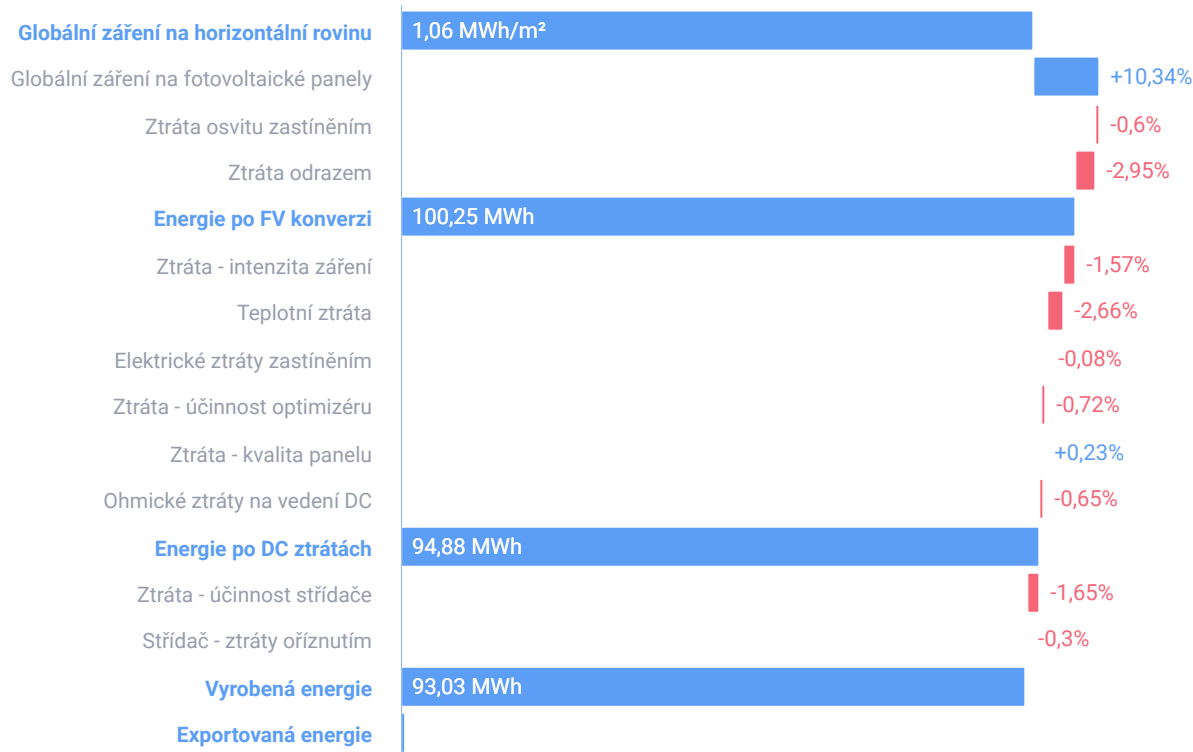 Globální záření na horizontální rovinu 1,06 MWh/m²
Globální záření na fotovoltaické panely +10,34%
Ztráta osvitu zastíněním -0,6%
Ztráta odrazem -2,95%
Energie po FV konverzi 100,25 MWh
Ztráta - intenzita záření -1,57%
Teplotní ztráta -2,66%
Elektrické ztráty zastíněním -0,08%
Ztráta - účinnost optimizéru -0,72%
Ztráta - kvalita panelu +0,23%
Ohmické ztráty na vedení DC -0,65%
Energie po DC ztrátách 94,88 MWh
Ztráta - účinnost střídače -1,65%
Střídač - ztráty oříznutím -0,3%
Vyrobená energie 93,03 MWh
Exportovaná energie